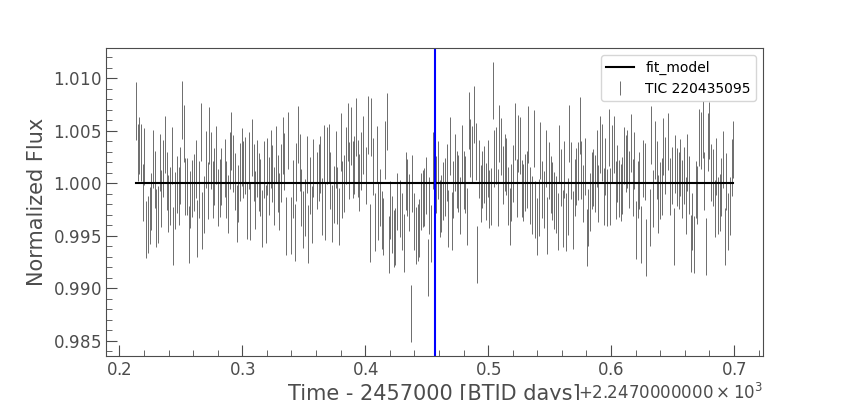 fit_model
TIC 220435095
1.010
1.005
1.000
0.995
0.990
0.985
Normalized Flux
0.2 0.3 0.4 0.5 0.6 0.7
Time - 2457000 [BTJD days]
+2.2470000000 × 10³